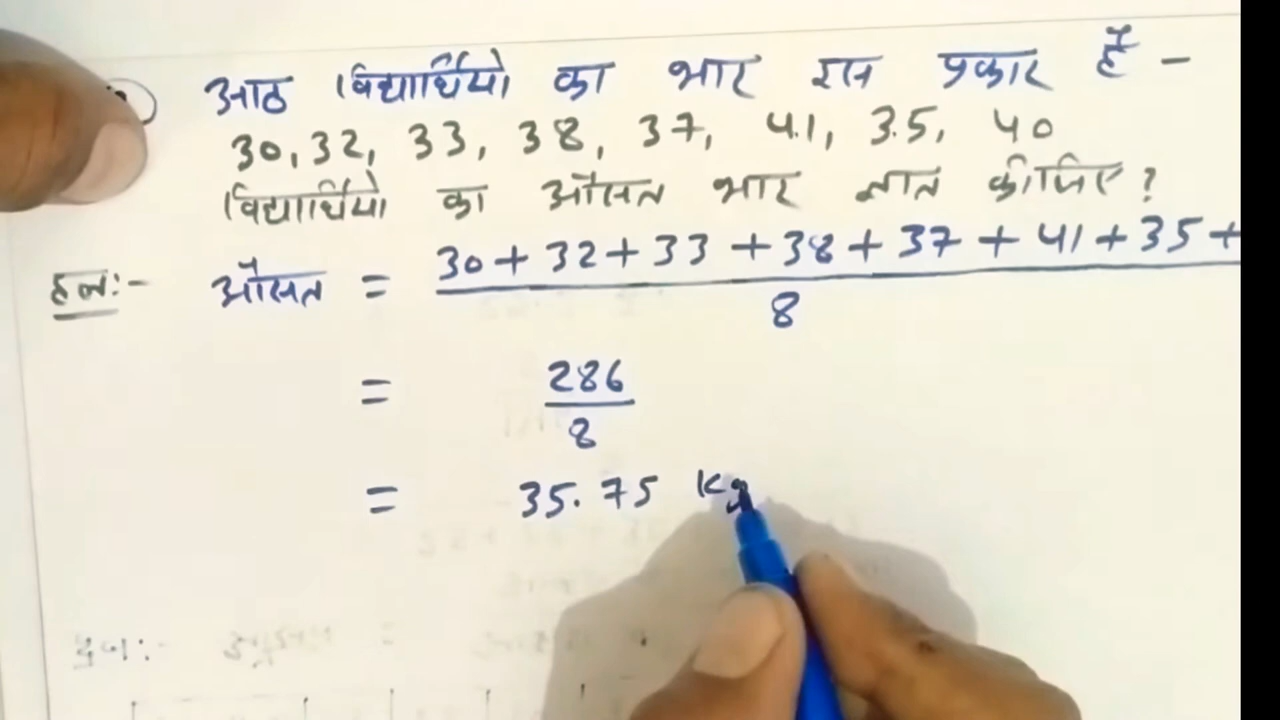 आठ विद्यार्थियो का भार इस प्रकार हैं -
30, 32, 33, 38, 37, 41, 35, 40
विद्यार्थियो का औसत भार ज्ञात कीजिए ?
हल :- औसत = 30 + 32 + 33 + 38 + 37 + 41 + 35 +
8
= 286
8
= 35.75 Kg